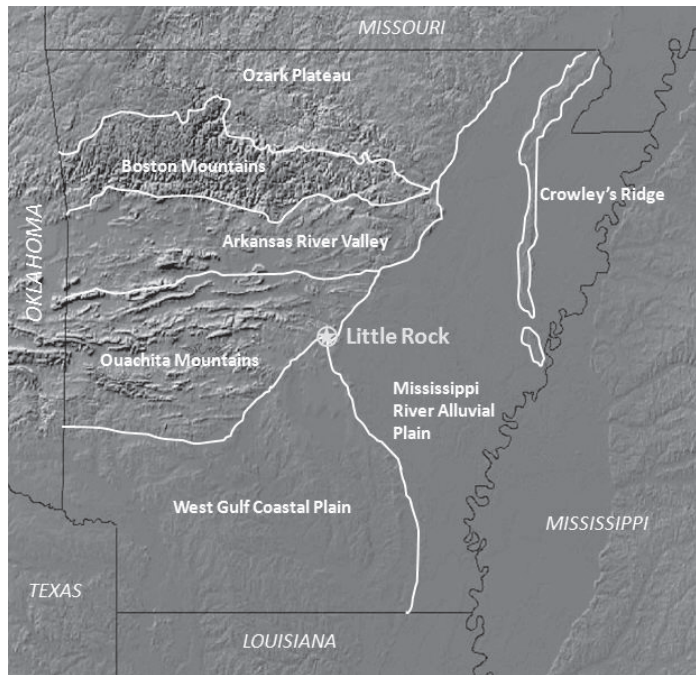 MISSOURI
Ozark Plateau
Boston Mountains
Crowley's Ridge
Arkansas River Valley
OKLAHOMA
Little Rock
Ouachita Mountains
Mississippi
River Alluvial
Plain
West Gulf Coastal Plain
MISSISSIPPI
TEXAS
LOUISIANA